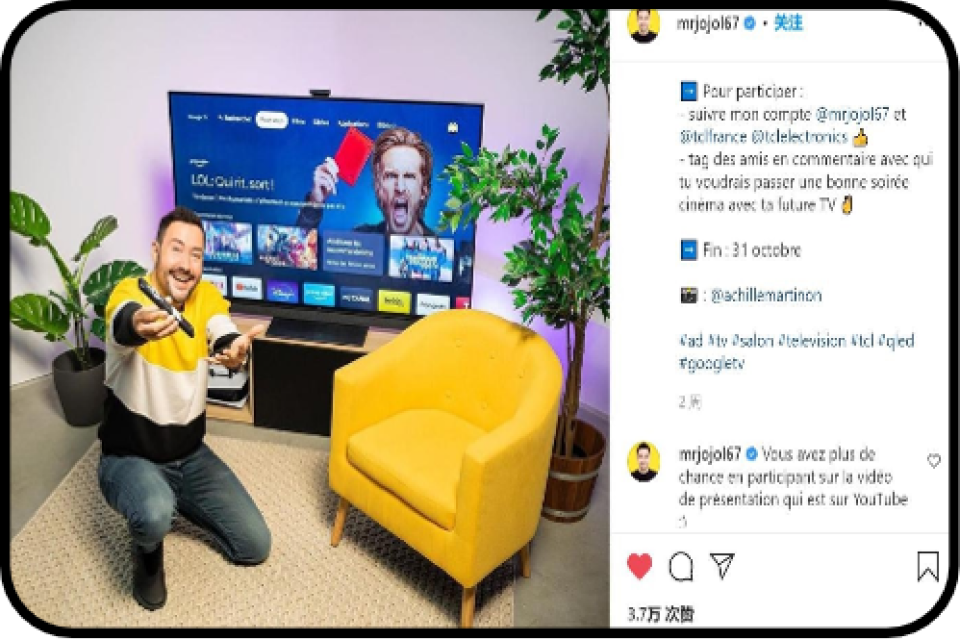 mrjojol67 • 关注
Pour participer :
- suivre mon compte @mrjojol67 et
@tclfrance @tclelectronics
- tag des amis en commentaire avec qui
tu voudrais passer une bonne soirée
cinéma avec ta future TV
Fin : 31 octobre
: @achillemartinon
#ad #tv #salon #television #tcl #qled
#googletv
2 周
mrjojol67 Vous avez plus de
chance en participant sur la vidéo
de présentation qui est sur YouTube
:)
3.7万 次赞
LOL: Qui rit, sort !